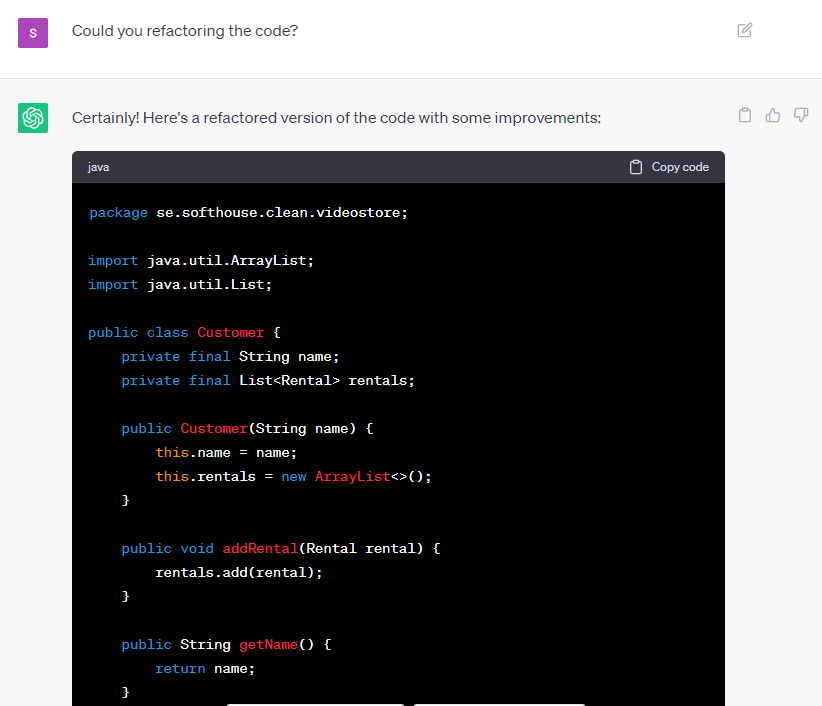 S
Could you refactoring the code?
Certainly! Here's a refactored version of the code with some improvements:
java
Copy code
package se.softhouse.clean.videostore;
import java.util.ArrayList;
import java.util.List;
public class Customer {
    private final String name;
    private final List<Rental> rentals;
    public Customer(String name) {
        this.name = name;
        this.rentals = new ArrayList<>();
    }
    public void addRental(Rental rental) {
        rentals.add(rental);
    }
    public String getName() {
        return name;
    }